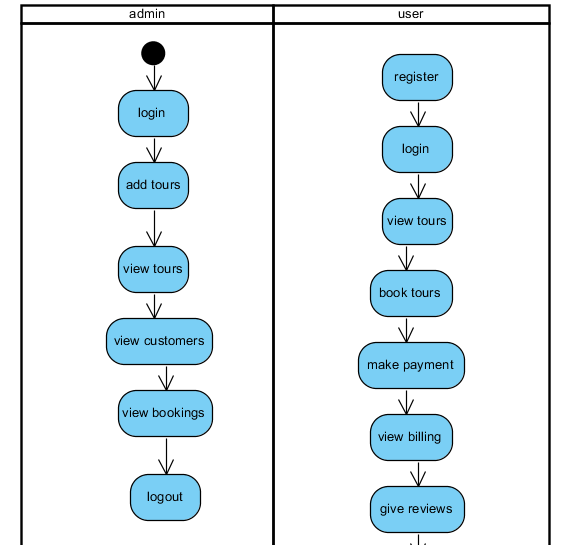 admin
user
login
add tours
view tours
view customers
view bookings
logout
register
login
view tours
book tours
make payment
view billing
give reviews